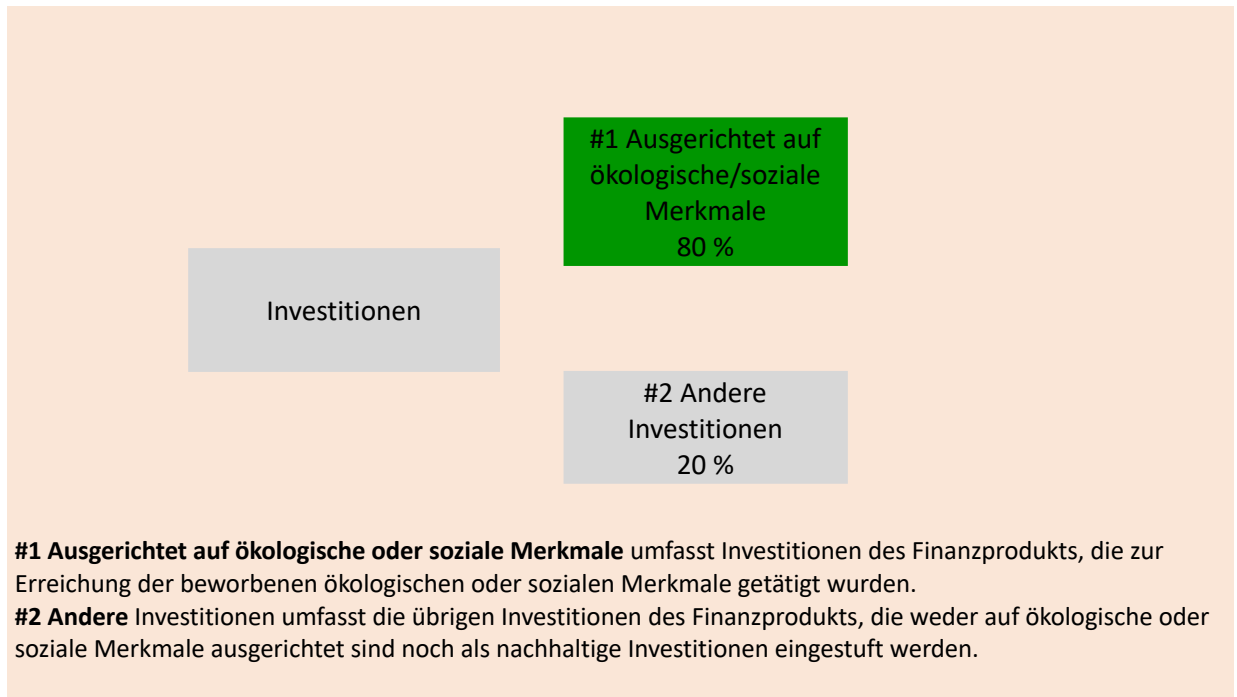 #1 Ausgerichtet auf
ökologische/soziale
Merkmale
80 %
Investitionen
#2 Andere
Investitionen
20 %
#1 Ausgerichtet auf ökologische oder soziale Merkmale umfasst Investitionen des Finanzprodukts, die zur
Erreichung der beworbenen ökologischen oder sozialen Merkmale getätigt wurden.
#2 Andere Investitionen umfasst die übrigen Investitionen des Finanzprodukts, die weder auf ökologische oder
soziale Merkmale ausgerichtet sind noch als nachhaltige Investitionen eingestuft werden.